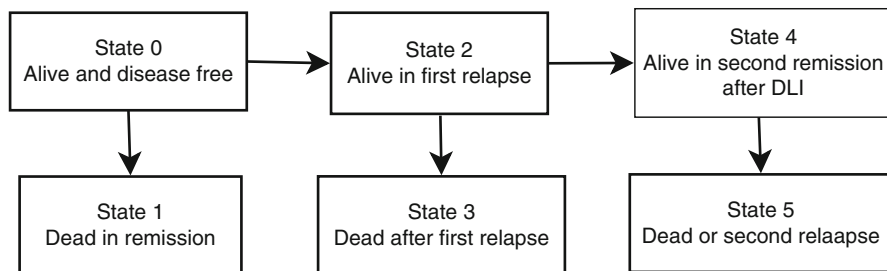 State 0
Alive and disease free
State 2
Alive in first relapse
State 4
Alive in second remission
after DLI
State 1
Dead in remission
State 3
Dead after first relapse
State 5
Dead or second relaapse